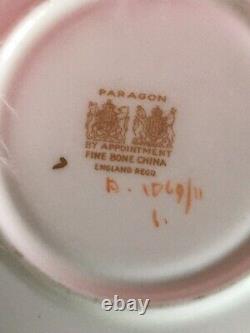 PARAGON
BY APPOINTMENT
FINE BONE CHINA
ENGLAND REGD.